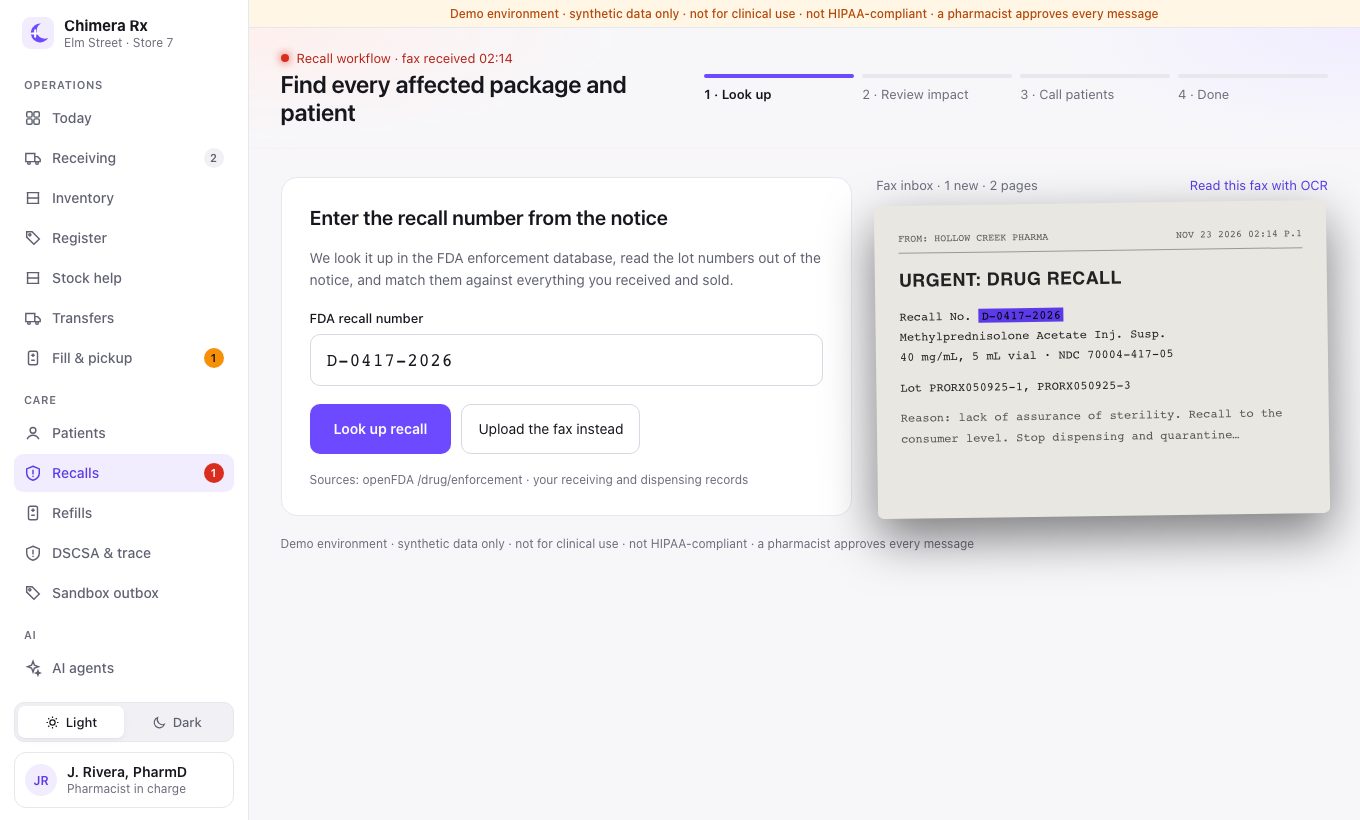 Chimera Rx
Elm Street · Store 7
OPERATIONS
Today
Receiving 2
Inventory
Register
Stock help
Transfers
Fill & pickup 1
CARE
Patients
Recalls 1
Refills
DSCSA & trace
Sandbox outbox
AI
AI agents
Light Dark
JR
J. Rivera, PharmD
Pharmacist in charge
Demo environment · synthetic data only · not for clinical use · not HIPAA-compliant · a pharmacist approves every message
Recall workflow · fax received 02:14
Find every affected package and
patient
1 · Look up
2 · Review impact
3 · Call patients
4 · Done
Enter the recall number from the notice
We look it up in the FDA enforcement database, read the lot numbers out of the
notice, and match them against everything you received and sold.
FDA recall number
D-0417-2026
Look up recall
Upload the fax instead
Sources: openFDA /drug/enforcement · your receiving and dispensing records
Fax inbox · 1 new · 2 pages
Read this fax with OCR
FROM: HOLLOW CREEK PHARMA
NOV 23 2026 02:14 P.1
URGENT: DRUG RECALL
Recall No. D-0417-2026
Methylprednisolone Acetate Inj. Susp.
40 mg/mL, 5 mL vial · NDC 70004-417-05
Lot PRORX050925-1, PRORX050925-3
Reason: lack of assurance of sterility. Recall to the
consumer level. Stop dispensing and quarantine…
Demo environment · synthetic data only · not for clinical use · not HIPAA-compliant · a pharmacist approves every message